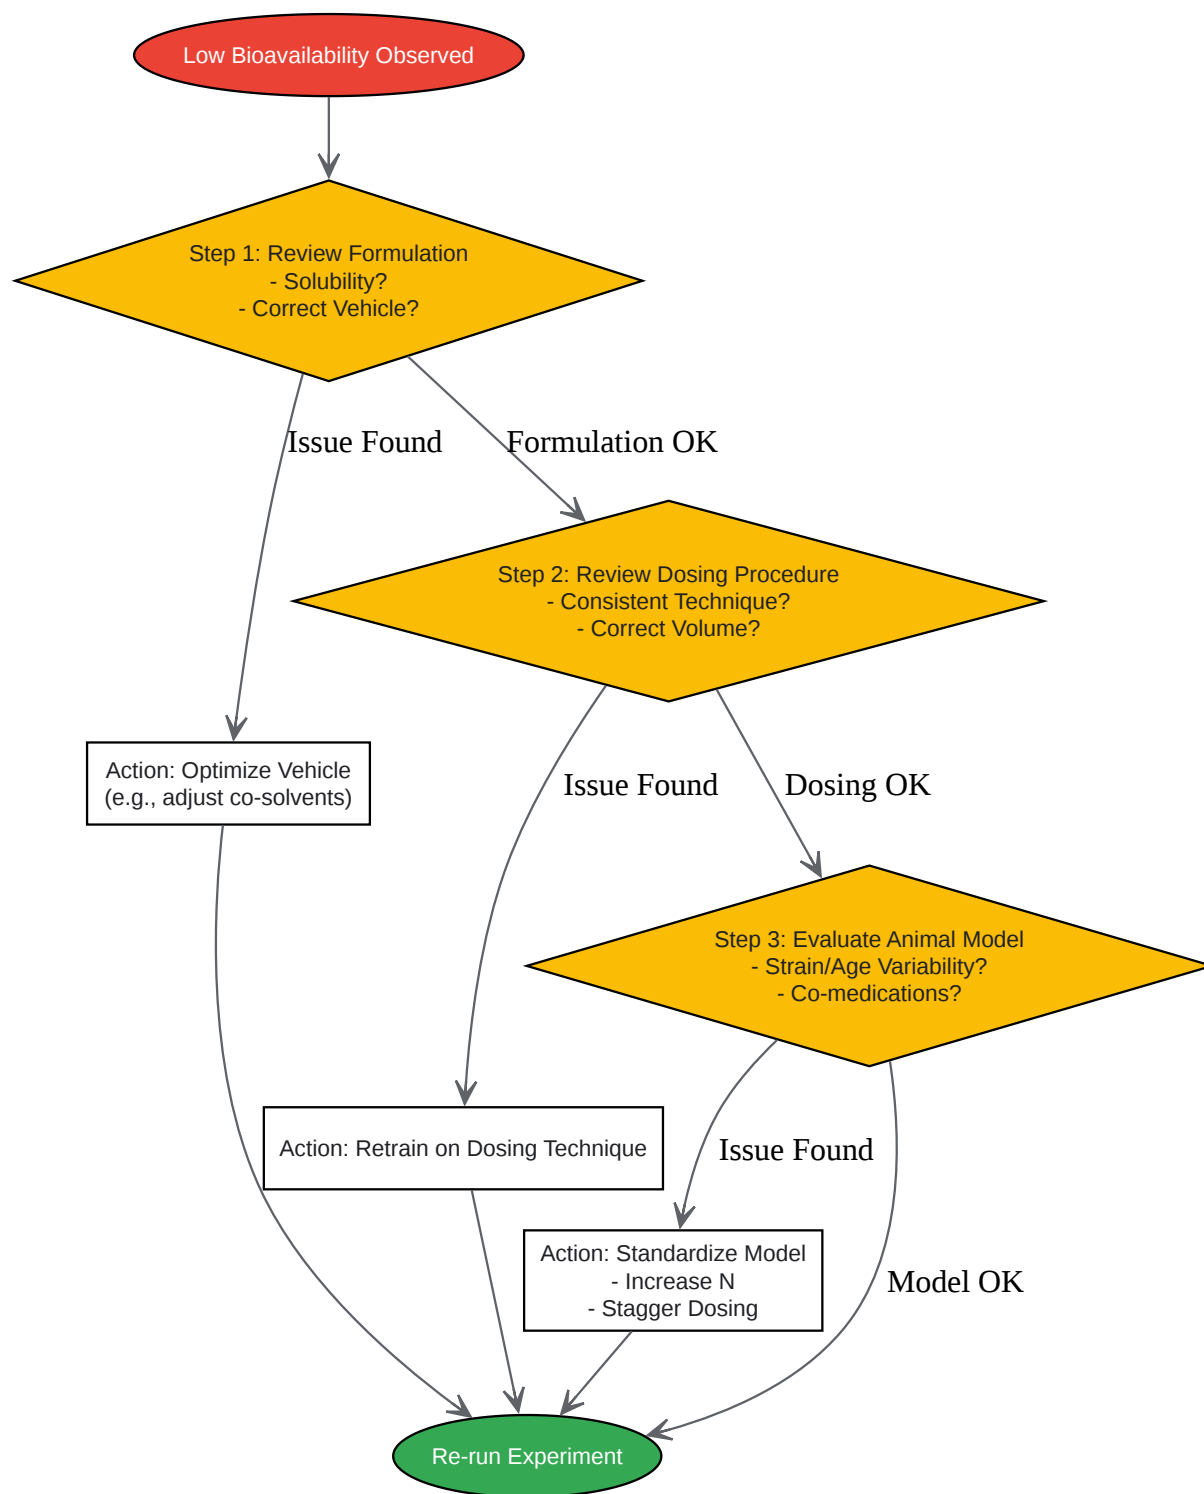 Low Bioavailability Observed
Step 1: Review Formulation
- Solubility?
- Correct Vehicle?
Issue Found
Formulation OK
Step 2: Review Dosing Procedure
- Consistent Technique?
- Correct Volume?
Action: Optimize Vehicle
(e.g., adjust co-solvents)
Issue Found
Dosing OK
Step 3: Evaluate Animal Model
- Strain/Age Variability?
- Co-medications?
Action: Retrain on Dosing Technique
Issue Found
Action: Standardize Model
- Increase N
- Stagger Dosing
Model OK
Re-run Experiment